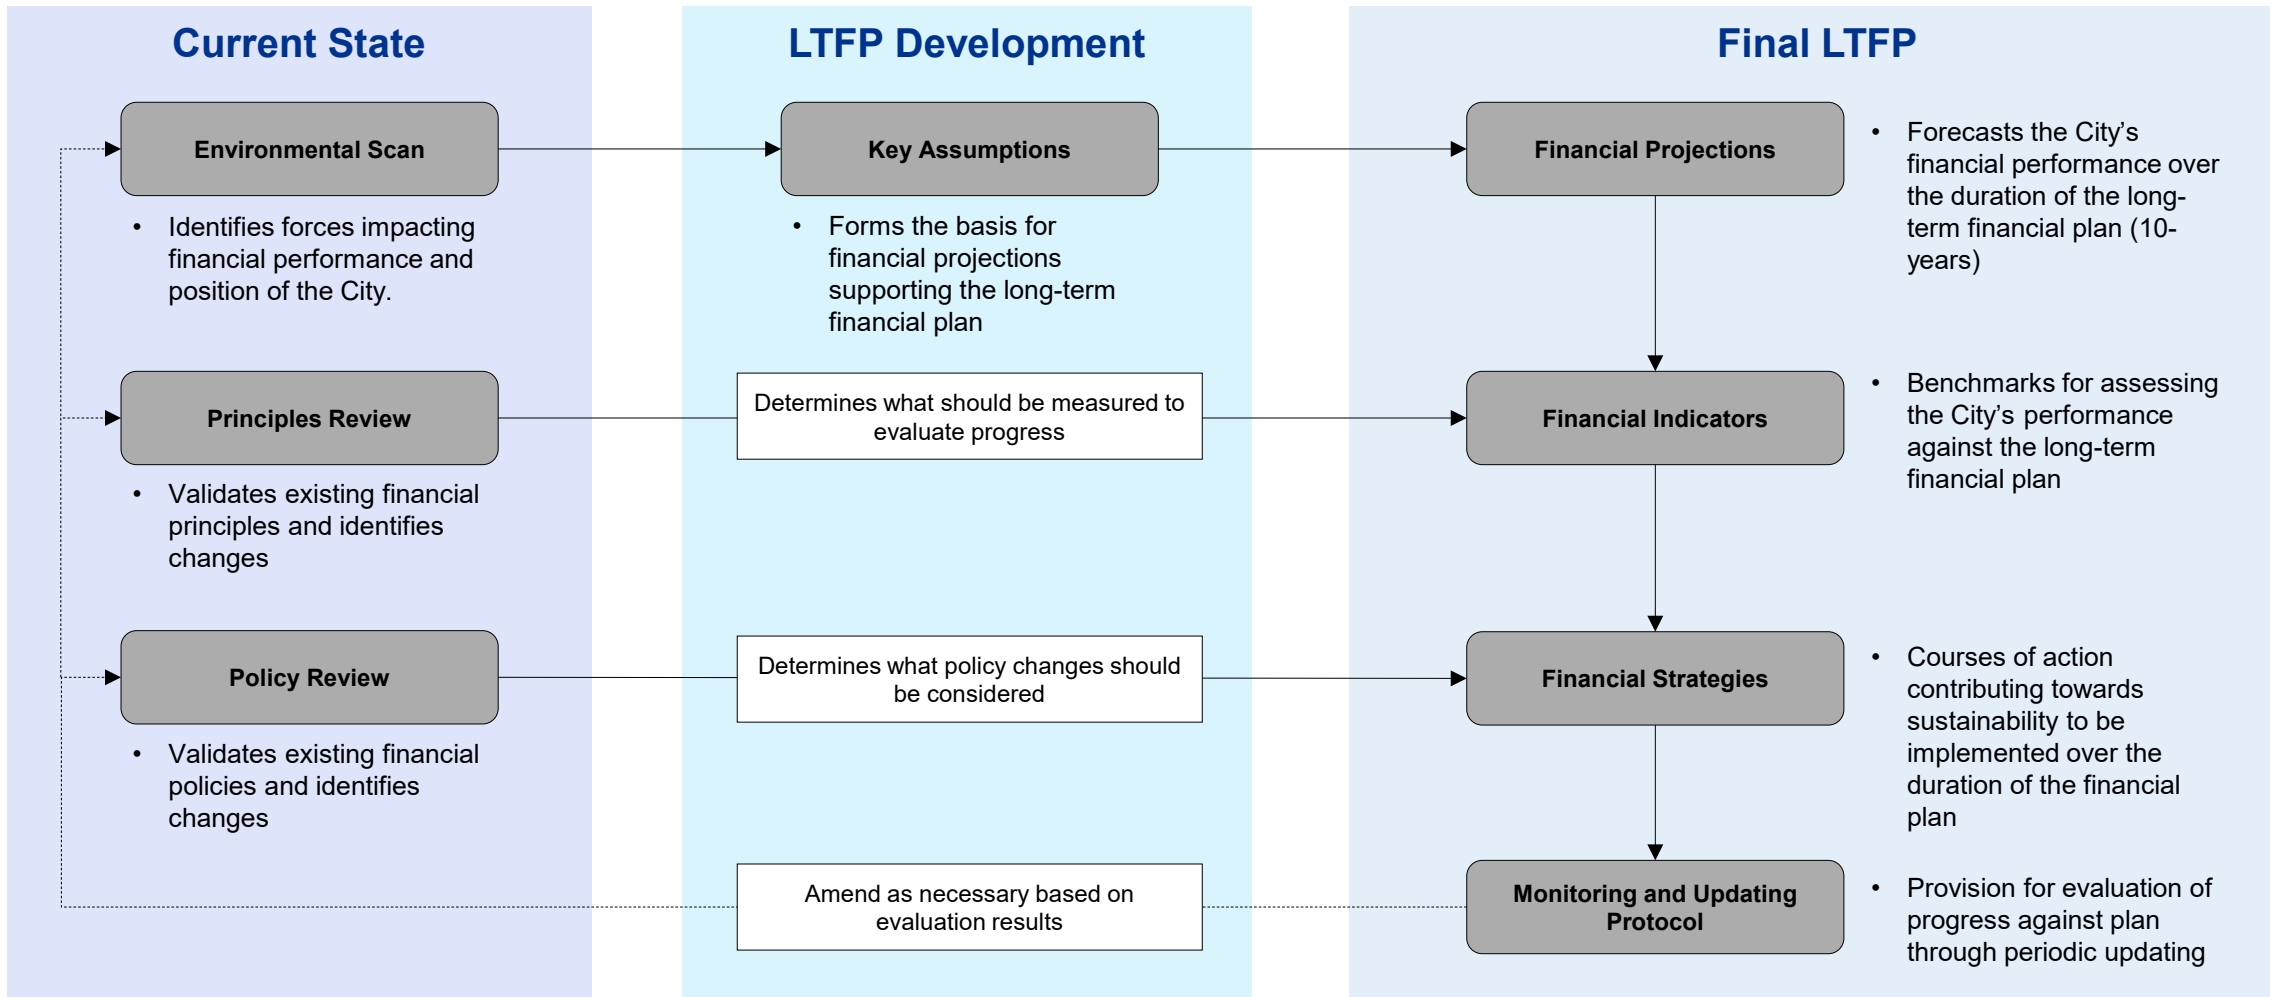 Current State
Environmental Scan
• Identifies forces impacting
financial performance and
position of the City.
Principles Review
• Validates existing financial
principles and identifies
changes
Policy Review
• Validates existing financial
policies and identifies
changes
LTFP Development
Key Assumptions
• Forms the basis for
financial projections
supporting the long-term
financial plan
Determines what should be measured to
evaluate progress
Determines what policy changes should
be considered
Amend as necessary based on
evaluation results
Final LTFP
Financial Projections
• Forecasts the City’s
financial performance over
the duration of the long-
term financial plan (10-
years)
Financial Indicators
• Benchmarks for assessing
the City’s performance
against the long-term
financial plan
Financial Strategies
• Courses of action
contributing towards
sustainability to be
implemented over the
duration of the financial
plan
Monitoring and Updating
Protocol
• Provision for evaluation of
progress against plan
through periodic updating